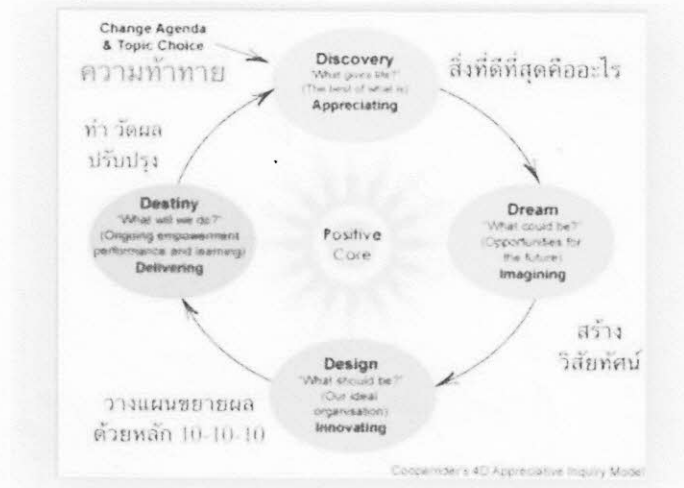 Change Agenda
& Topic Choice
ความท้าทาย
Discovery
"What gives life?"
(The best of what is)
Appreciating
สิ่งที่ดีที่สุดคืออะไร
ทำ วัดผล
ปรับปรุง
Destiny
"What will we do?"
(Ongoing empowerment
performance and learning)
Delivering
Positive
Core
Dream
"What could be?"
(Opportunities for
the future)
Imagining
สร้าง
วิสัยทัศน์
Design
"What should be?"
(Our ideal
organisation)
Innovating
วางแผนขยายผล
ด้วยหลัก 10-10-10
Cooperrider's 4D Appreciative Inquiry Model